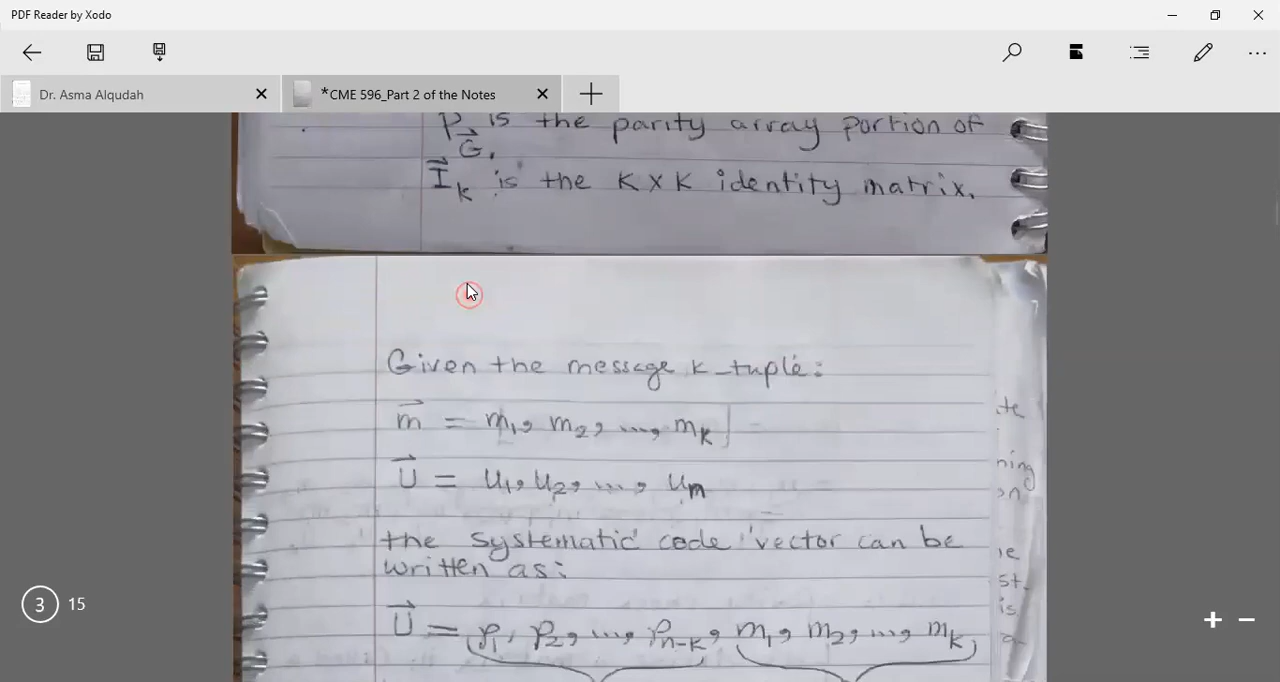 PDF Reader by Xodo
Dr. Asma Alqudah
*CME 596_Part 2 of the Notes
P is the parity array portion of
G.
I_k is the K x K identity matrix.
Given the message k_tuple:
m = m1, m2, ..., mk
U = u1, u2, ..., um
the systematic code vector can be
written as:
U = p1, p2, ..., pn-k, m1, m2, ..., mk
3 15